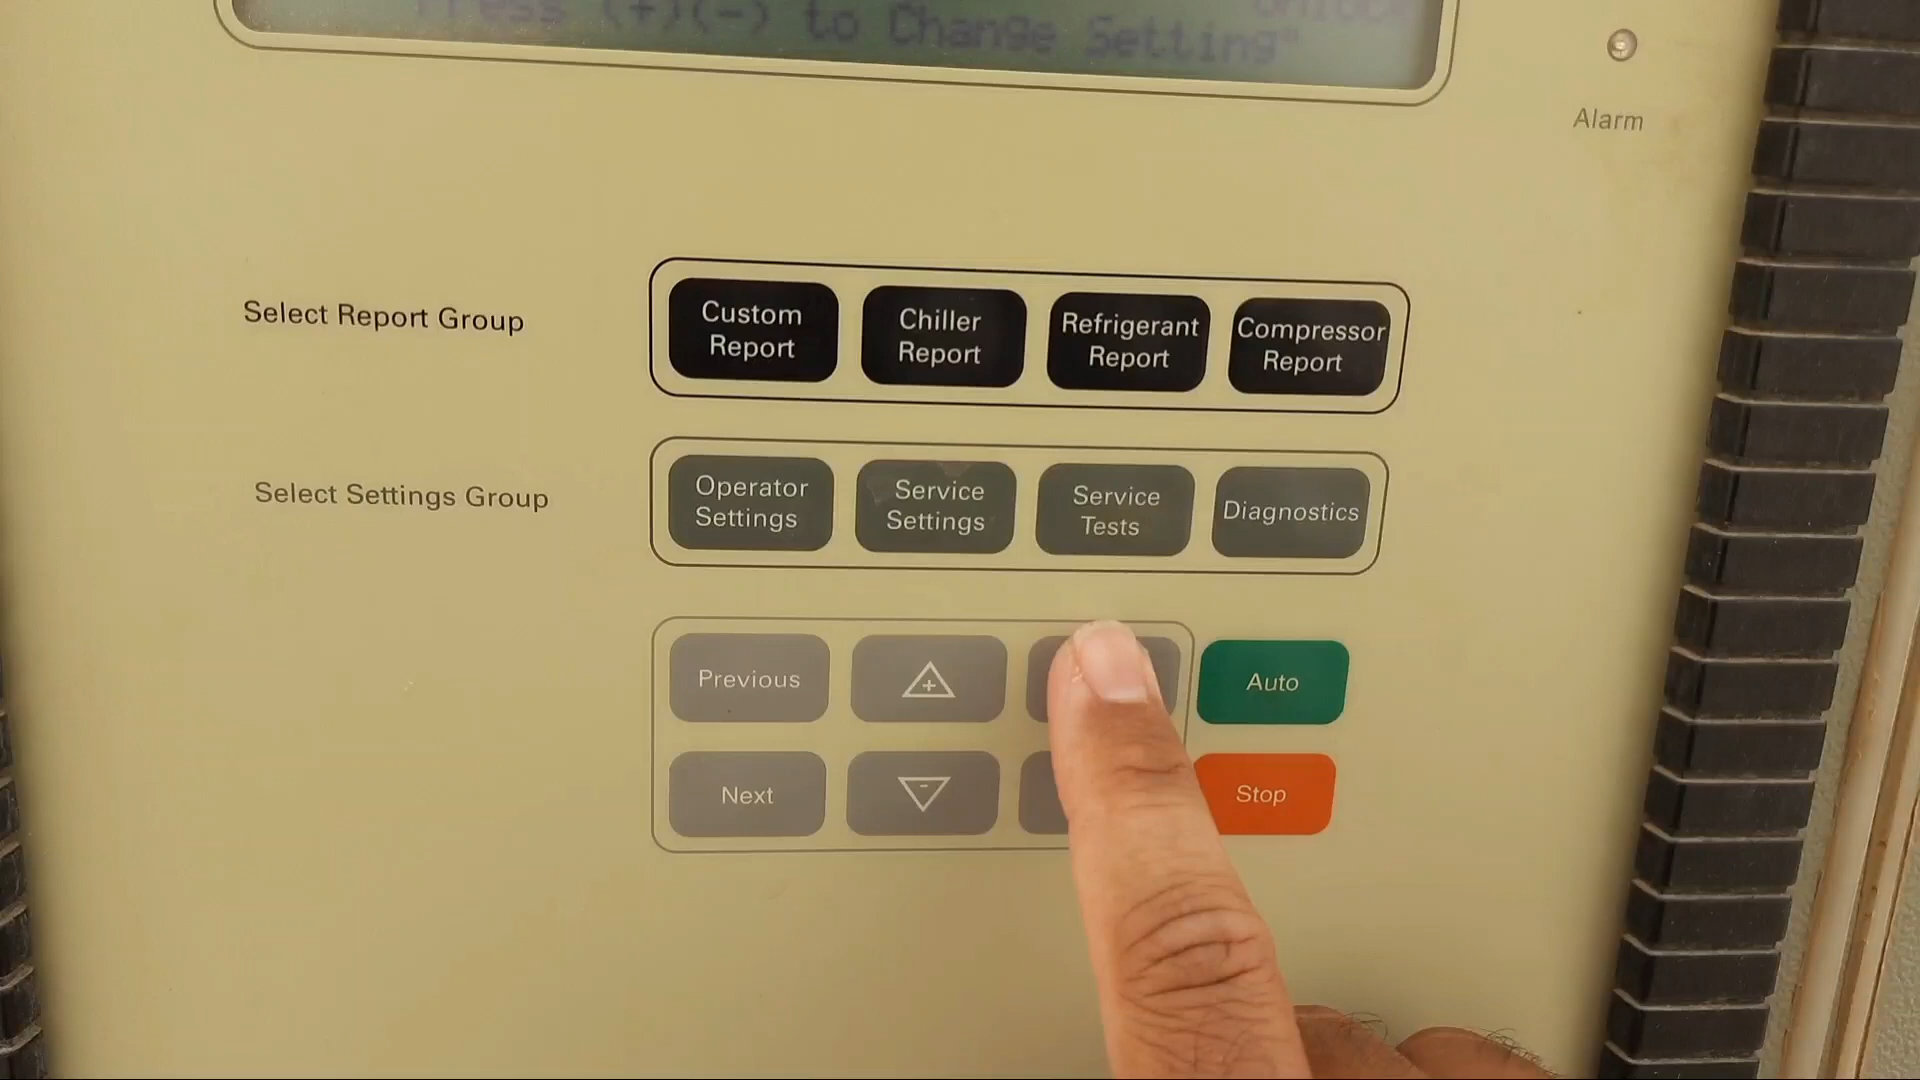 Press (+)(-) to Change Setting"
Alarm
Select Report Group
Custom
Report
Chiller
Report
Refrigerant
Report
Compressor
Report
Select Settings Group
Operator
Settings
Service
Settings
Service
Tests
Diagnostics
Previous
+
Auto
Next
-
Stop